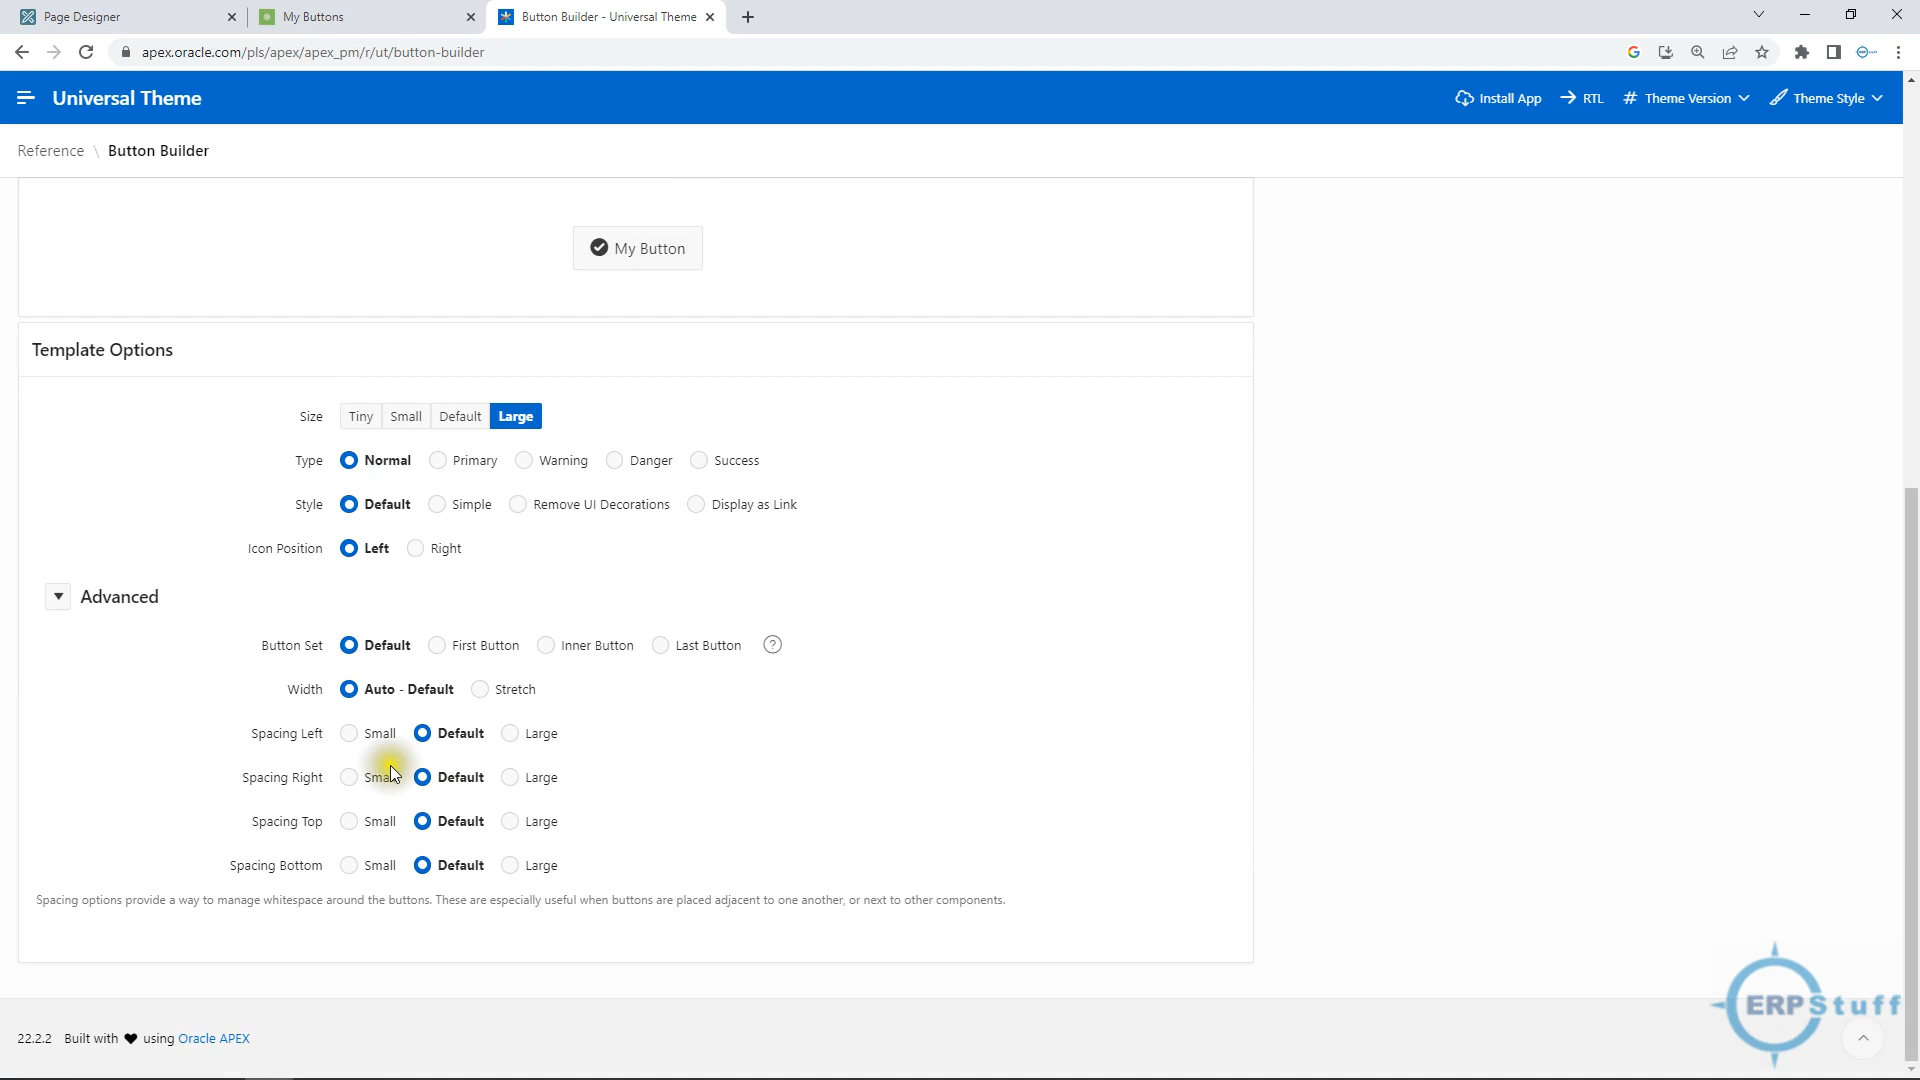 Page Designer
My Buttons
Button Builder - Universal Theme
apex.oracle.com/pls/apex/apex_pm/r/ut/button-builder
Universal Theme
Install App
RTL
Theme Version
Theme Style
Reference \ Button Builder
My Button
Template Options
Size Tiny Small Default Large
Type Normal Primary Warning Danger Success
Style Default Simple Remove UI Decorations Display as Link
Icon Position Left Right
Advanced
Button Set Default First Button Inner Button Last Button ?
Width Auto - Default Stretch
Spacing Left Small Default Large
Spacing Right Small Default Large
Spacing Top Small Default Large
Spacing Bottom Small Default Large
Spacing options provide a way to manage whitespace around the buttons. These are especially useful when buttons are placed adjacent to one another, or next to other components.
ERPStuff
22.2.2 Built with ♥ using Oracle APEX